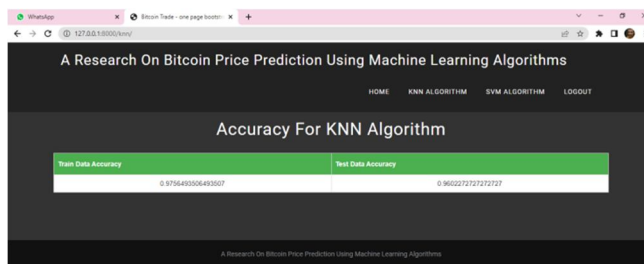 WhatsApp
Bitcoin Trade - one page bootstr
127.0.0.1:8000/knn/
A Research On Bitcoin Price Prediction Using Machine Learning Algorithms
HOME KNN ALGORITHM SVM ALGORITHM LOGOUT
Accuracy For KNN Algorithm
Train Data Accuracy Test Data Accuracy
0.9756493506493507 0.9602272727272727
A Research On Bitcoin Price Prediction Using Machine Learning Algorithms